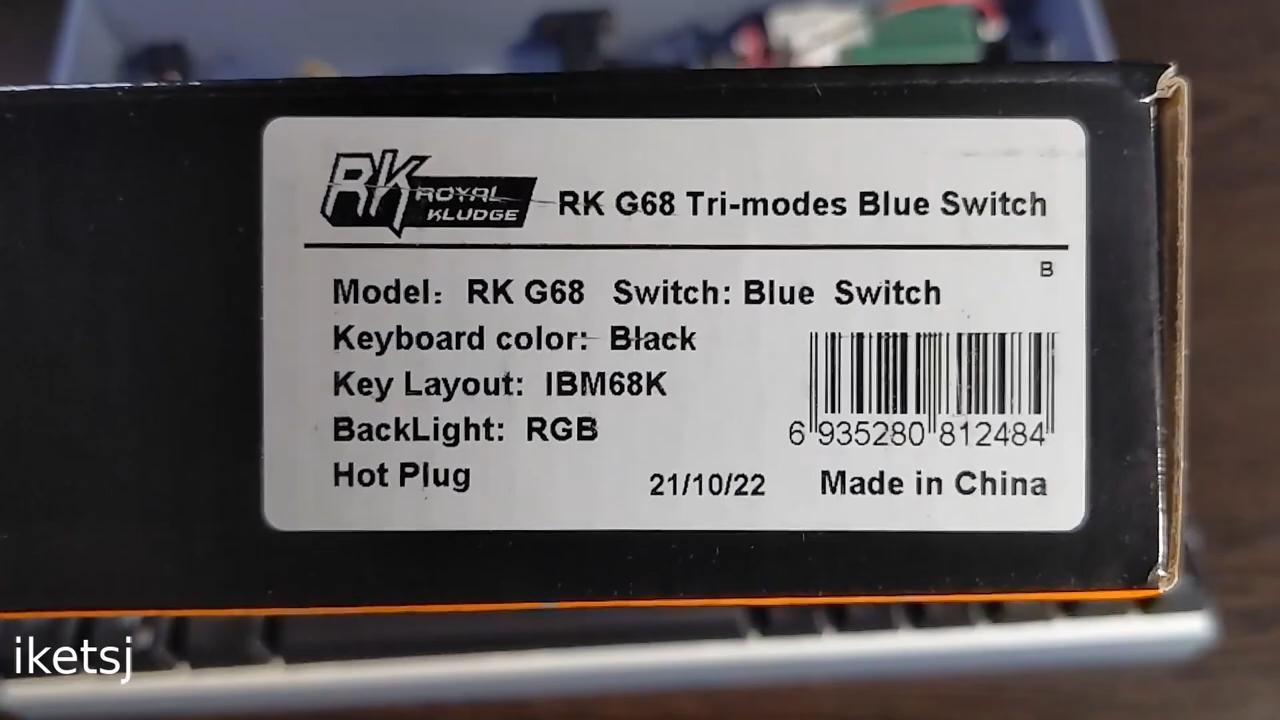 RK ROYAL KLUDGE
RK G68 Tri-modes Blue Switch
B
Model: RK G68 Switch: Blue Switch
Keyboard color: Black
Key Layout: IBM68K
BackLight: RGB
Hot Plug
6 935280 812484
21/10/22 Made in China
iketsj